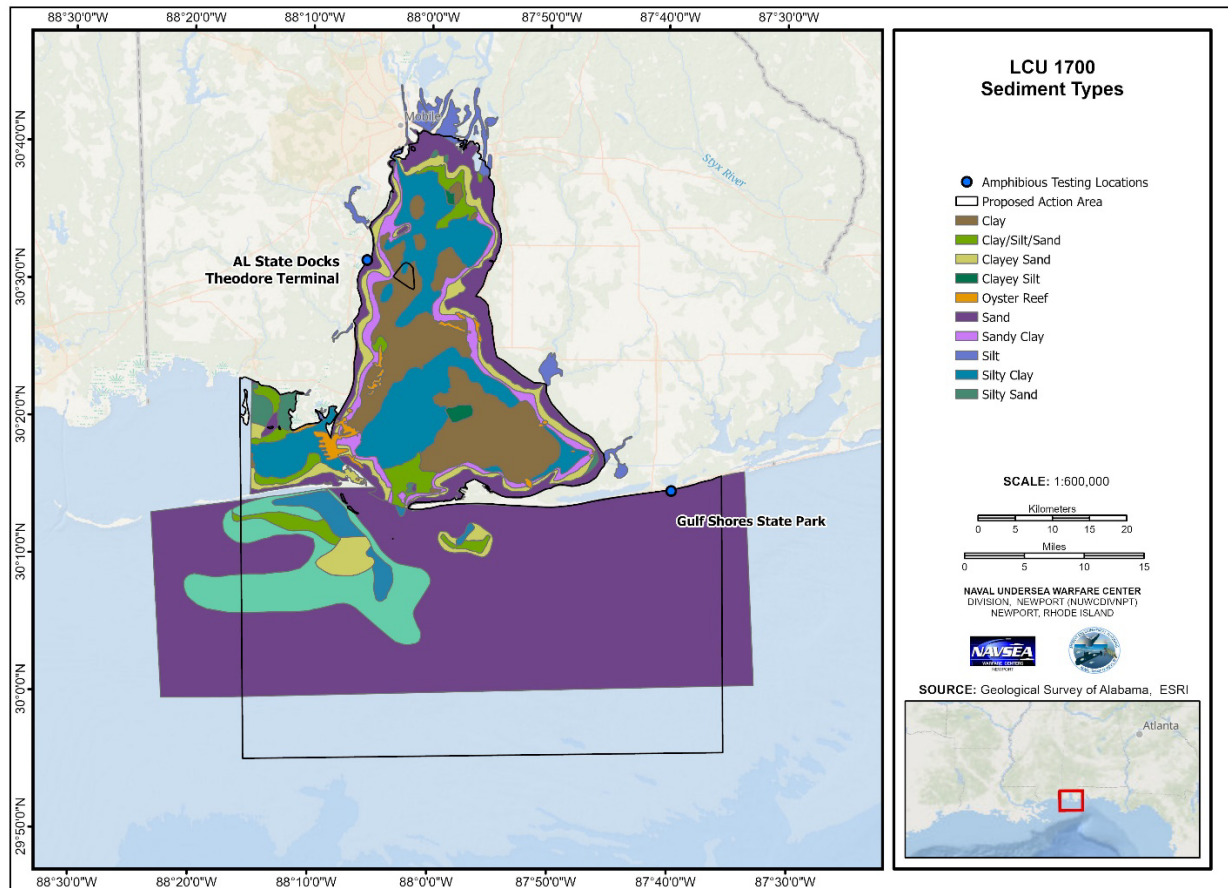 88°30'0"W
88°20'0"W
88°10'0"W
88°0'0"W
87°50'0"W
87°40'0"W
87°30'0"W
30°40'0"N
30°30'0"N
30°20'0"N
30°10'0"N
30°0'0"N
29°50'0"N
Mobile
Styx River
AL State Docks
Theodore Terminal
Gulf Shores State Park
88°30'0"W
88°20'0"W
88°10'0"W
88°0'0"W
87°50'0"W
87°40'0"W
87°30'0"W
LCU 1700
Sediment Types
Amphibious Testing Locations
Proposed Action Area
Clay
Clay/Silt/Sand
Clayey Sand
Clayey Silt
Oyster Reef
Sand
Sandy Clay
Silt
Silty Clay
Silty Sand
SCALE: 1:600,000
Kilometers
0 5 10 15 20
Miles
0 5 10 15
NAVAL UNDERSEA WARFARE CENTER
DIVISION, NEWPORT (NUWCDIVNPT)
NEWPORT, RHODE ISLAND
NAVSEA
WARFARE CENTERS
NEWPORT
SOURCE: Geological Survey of Alabama, ESRI
Atlanta